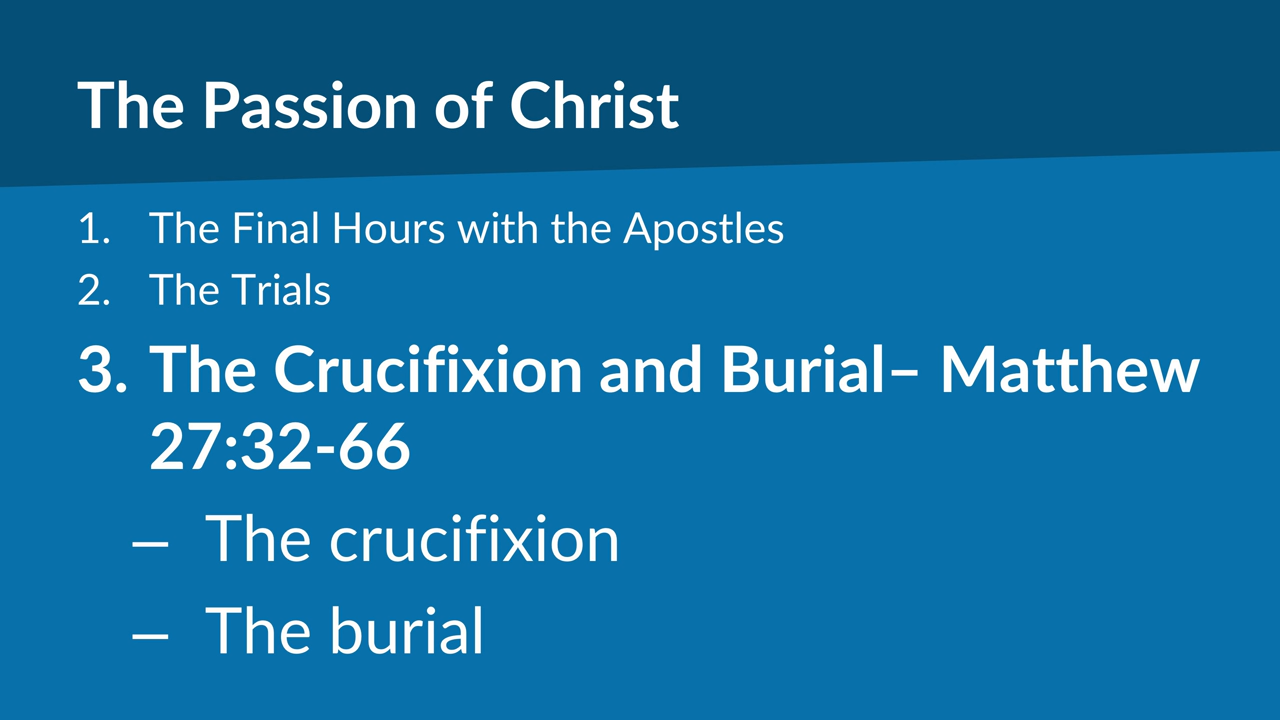 The Passion of Christ
1. The Final Hours with the Apostles
2. The Trials
3. The Crucifixion and Burial– Matthew
27:32-66
– The crucifixion
– The burial